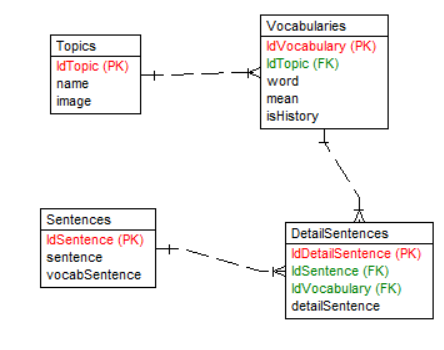 Topics
IdTopic (PK)
name
image
Vocabularies
IdVocabulary (PK)
IdTopic (FK)
word
mean
isHistory
Sentences
IdSentence (PK)
sentence
vocabSentence
DetailSentences
IdDetailSentence (PK)
IdSentence (FK)
IdVocabulary (FK)
detailSentence